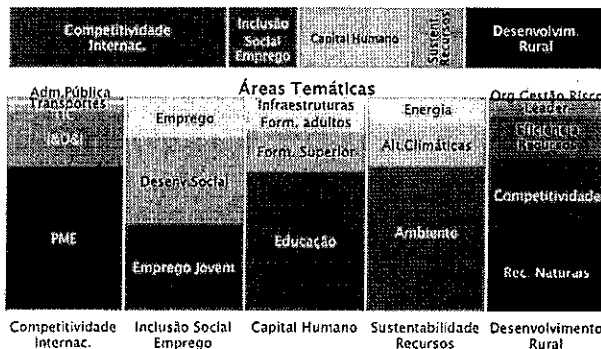 Competitividade
Internac.
Inclusão
Social
Emprego
Capital Humano
Sustent.
Recursos
Desenvolvim.
Rural
Áreas Temáticas
Adm.Pública
Transportes
TIC
I&D&I
PME
Competitividade
Internac.
Emprego
Desenv.Social
Emprego Jovem
Inclusão Social
Emprego
Infraestruturas
Form. adultos
Form. Superior
Educação
Capital Humano
Energia
Alt.Climáticas
Ambiente
Sustentabilidade
Recursos
Org.Gestão Risco
Leader
Eficiência
Competitividade
Rec. Naturais
Desenvolvimento
Rural